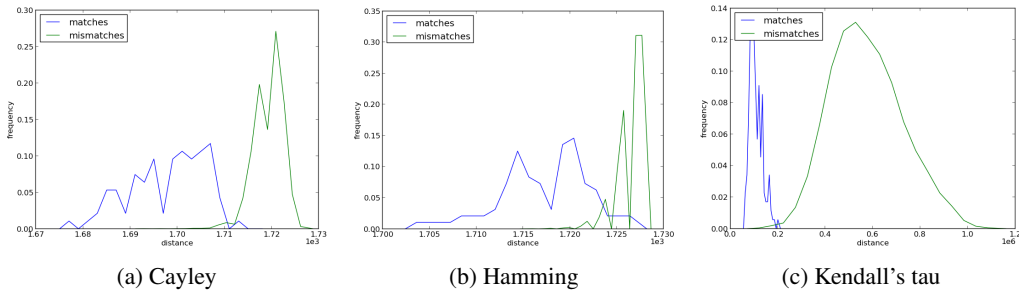 matches
mismatches
frequency
0.30
0.25
0.20
0.15
0.10
0.05
0.00
1.67 1.68 1.69 1.70 1.71 1.72 1.73
distance
1e3
(a) Cayley
matches
mismatches
frequency
0.35
0.30
0.25
0.20
0.15
0.10
0.05
0.00
1.700 1.705 1.710 1.715 1.720 1.725 1.730
distance
1e3
(b) Hamming
matches
mismatches
frequency
0.14
0.12
0.10
0.08
0.06
0.04
0.02
0.00
0.0 0.2 0.4 0.6 0.8 1.0 1.2
distance
1e6
(c) Kendall's tau